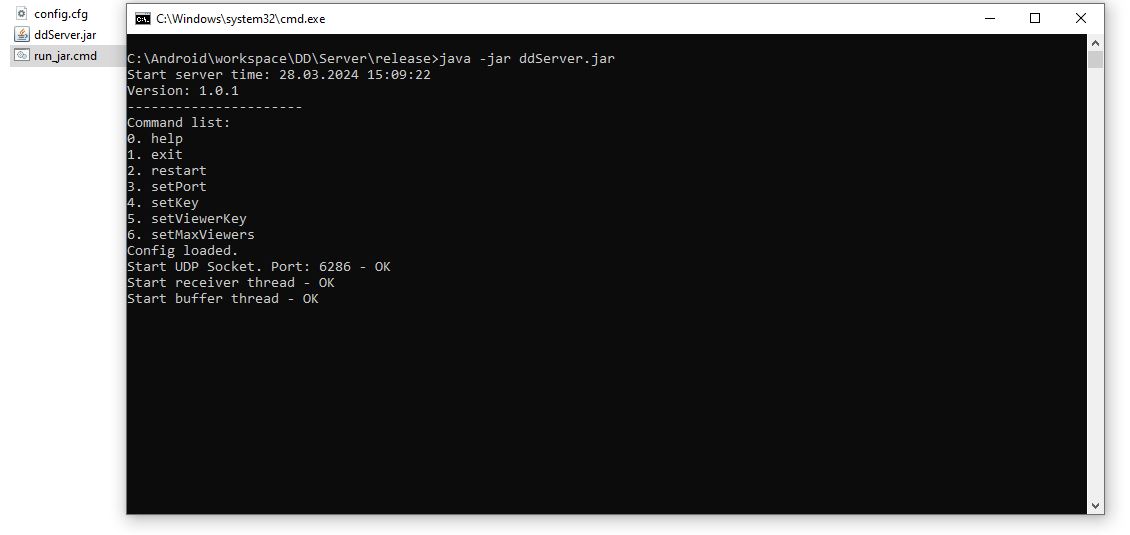 config.cfg
ddServer.jar
run_jar.cmd
C:\Windows\system32\cmd.exe
C:\Android\workspace\DD\Server\release>java -jar ddServer.jar
Start server time: 28.03.2024 15:09:22
Version: 1.0.1
----------------------
Command list:
0. help
1. exit
2. restart
3. setPort
4. setKey
5. setViewerKey
6. setMaxViewers
Config loaded.
Start UDP Socket. Port: 6286 - OK
Start receiver thread - OK
Start buffer thread - OK